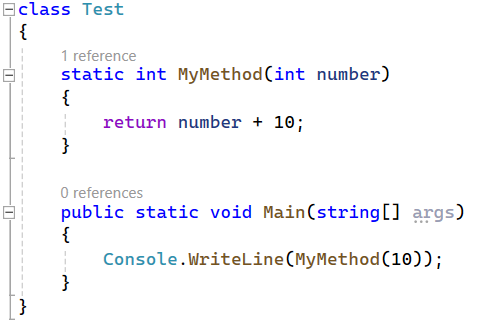 class Test
{
1 reference
static int MyMethod(int number)
{
return number + 10;
}
0 references
public static void Main(string[] args)
{
Console.WriteLine(MyMethod(10));
}
}